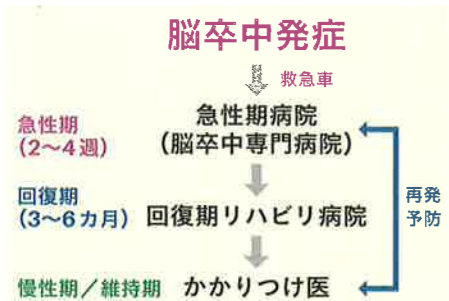 脳卒中発症
救急車
急性期
(2〜4週)
急性期病院
(脳卒中専門病院)
回復期
(3〜6カ月)
回復期リハビリ病院
再発
予防
慢性期／維持期
かかりつけ医